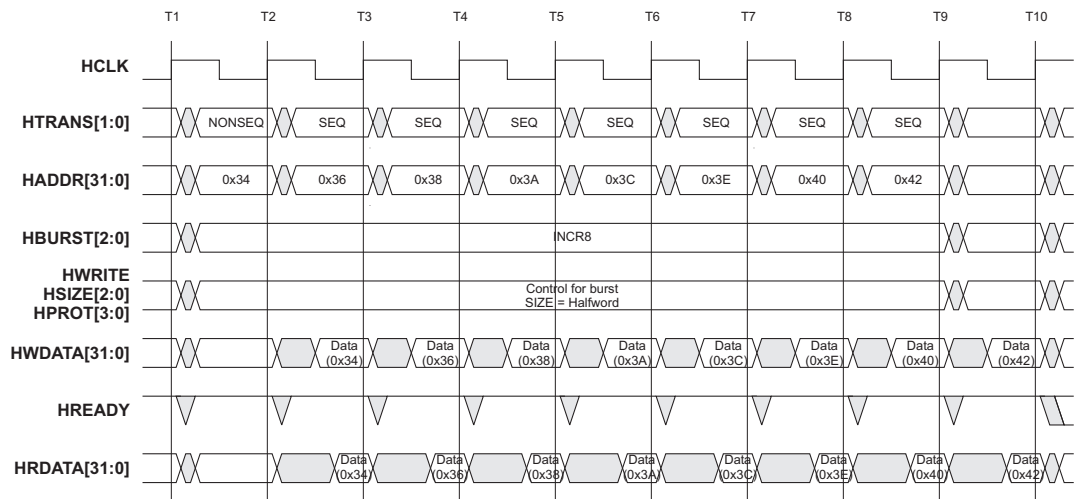 T1 T2 T3 T4 T5 T6 T7 T8 T9 T10
HCLK
HTRANS[1:0] NONSEQ SEQ SEQ SEQ SEQ SEQ SEQ SEQ
HADDR[31:0] 0x34 0x36 0x38 0x3A 0x3C 0x3E 0x40 0x42
HBURST[2:0] INCR8
HWRITE
HSIZE[2:0] Control for burst
HPROT[3:0] SIZE = Halfword
HWDATA[31:0] Data (0x34) Data (0x36) Data (0x38) Data (0x3A) Data (0x3C) Data (0x3E) Data (0x40) Data (0x42)
HREADY
HRDATA[31:0] Data (0x34) Data (0x36) Data (0x38) Data (0x3A) Data (0x3C) Data (0x3E) Data (0x40) Data (0x42)